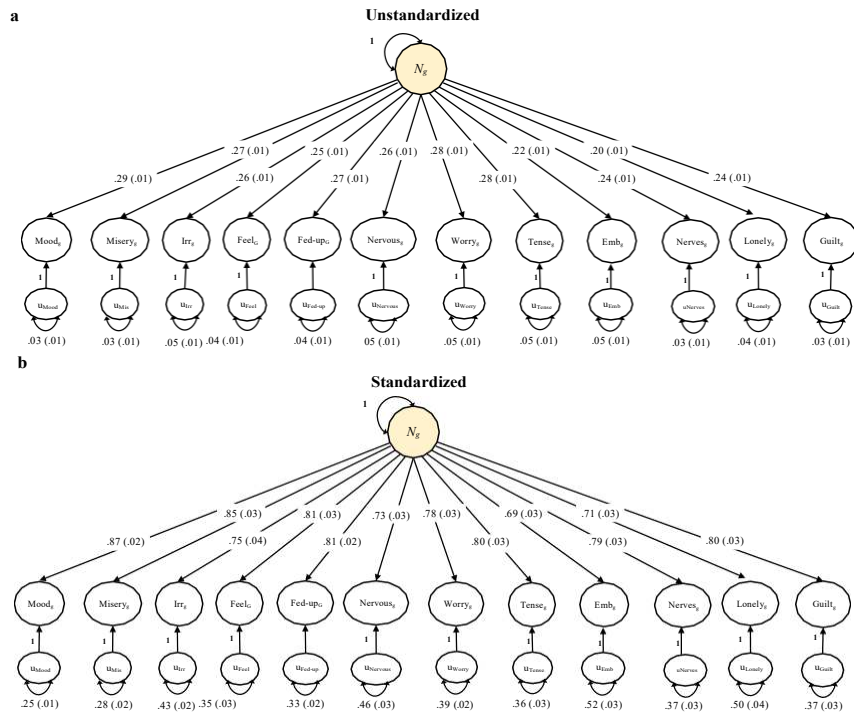 a
Unstandardized
1
Ng
.27 (.01) .25 (.01) .26 (.01) .28 (.01) .22 (.01) .20 (.01)
.29 (.01) .26 (.01) .27 (.01) .28 (.01) .24 (.01) .24 (.01)
Moodg Miseryg Irrg FeelG Fed-upG Nervousg Worryg Tenseg Embg Nervesg Lonelyg Guiltg
1 1 1 1 1 1 1 1 1 1 1
uMood uMis uIrr uFeel uFed-up uNervous uWorry uTense uEmb uNerves uLonely uGuilt
.03 (.01) .03 (.01) .05 (.01) .04 (.01) .04 (.01) 05 (.01) .05 (.01) .05 (.01) .05 (.01) .03 (.01) .04 (.01) .03 (.01)
b
Standardized
1
Ng
.85 (.03) .81 (.03) .73 (.03) .78 (.03) .69 (.03) .71 (.03)
.87 (.02) .75 (.04) .81 (.02) .80 (.03) .79 (.03) .80 (.03)
Moodg Miseryg Irrg FeelG Fed-upG Nervousg Worryg Tenseg Embg Nervesg Lonelyg Guiltg
1 1 1 1 1 1 1 1 1 1 1
uMood uMis uIrr uFeel uFed-up uNervous uWorry uTense uEmb uNerves uLonely uGuilt
.25 (.01) .28 (.02) .43 (.02) .35 (.03) .33 (.02) .46 (.03) .39 (.02) .36 (.03) .52 (.03) .37 (.03) .50 (.04) .37 (.03)